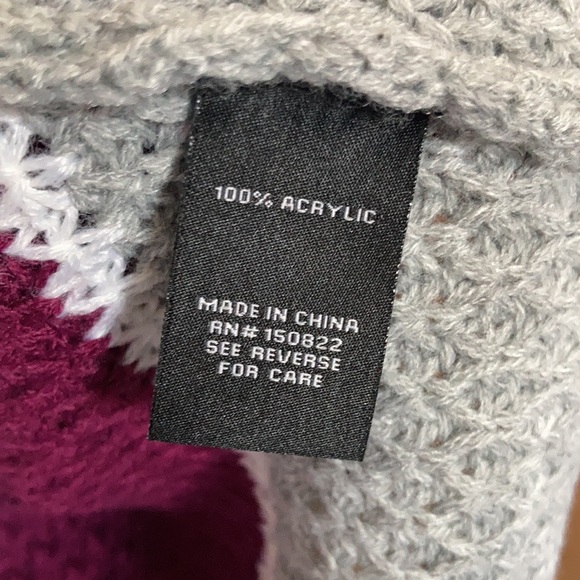 100% ACRYLIC
MADE IN CHINA
RN# 150822
SEE REVERSE
FOR CARE